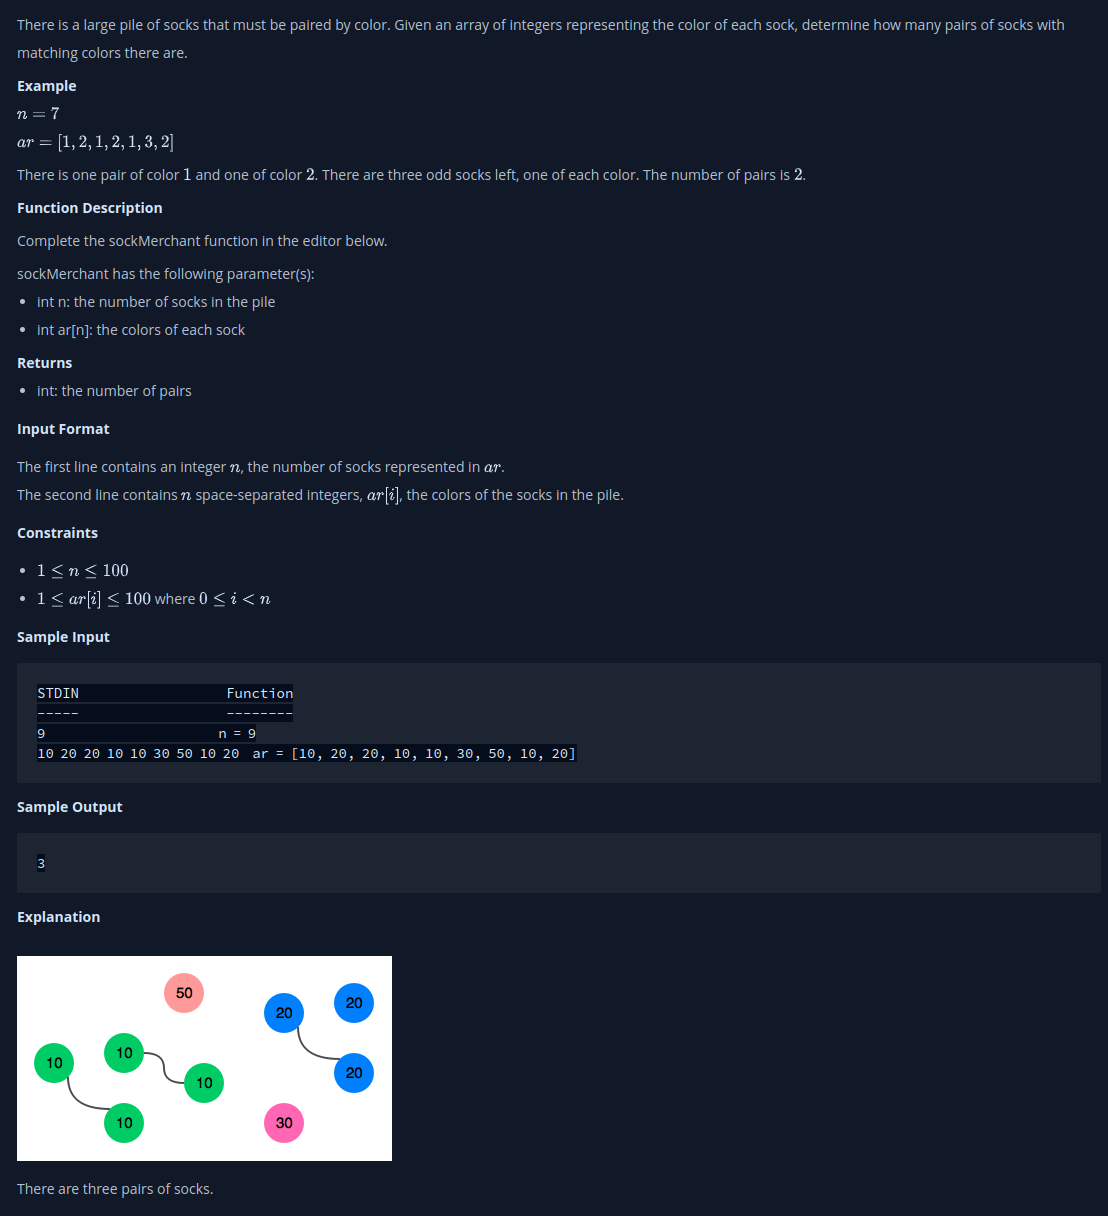 There is a large pile of socks that must be paired by color. Given an array of integers representing the color of each sock, determine how many pairs of socks with
matching colors there are.
Example
n = 7
ar = [1, 2, 1, 2, 1, 3, 2]
There is one pair of color 1 and one of color 2. There are three odd socks left, one of each color. The number of pairs is 2.
Function Description
Complete the sockMerchant function in the editor below.
sockMerchant has the following parameter(s):
• int n: the number of socks in the pile
• int ar[n]: the colors of each sock
Returns
• int: the number of pairs
Input Format
The first line contains an integer n, the number of socks represented in ar.
The second line contains n space-separated integers, ar[i], the colors of the socks in the pile.
Constraints
• 1 ≤ n ≤ 100
• 1 ≤ ar[i] ≤ 100 where 0 ≤ i < n
Sample Input
STDIN Function
----- --------
9 n = 9
10 20 20 10 10 30 50 10 20 ar = [10, 20, 20, 10, 10, 30, 50, 10, 20]
Sample Output
3
Explanation
50
20
20
10
10
10
20
10
30
There are three pairs of socks.